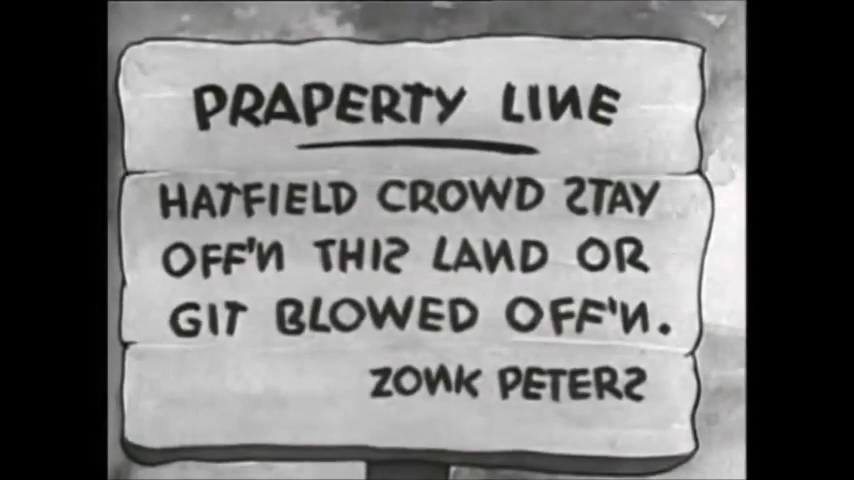 PRAPERTY LINE
HATFIELD CROWD STAY
OFF'N THIS LAND OR
GIT BLOWED OFF'N.
ZONK PETERS